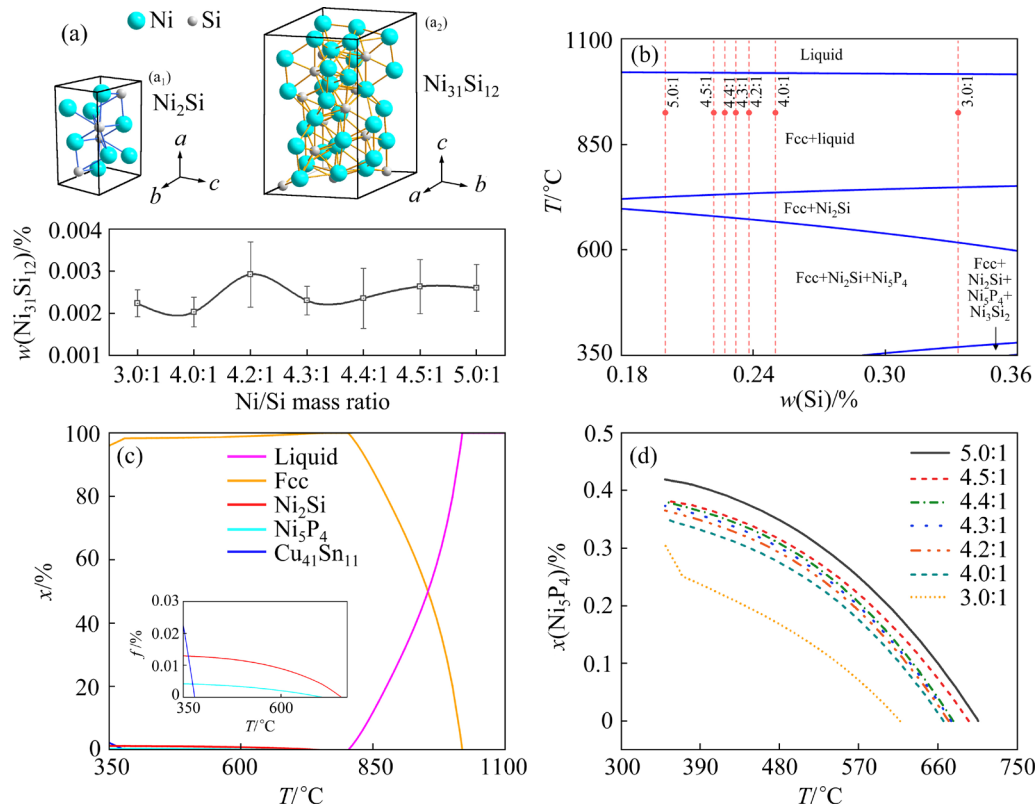 (a)
Ni
Si
(a₁)
Ni₂Si
a
b
c
(a₂)
Ni₃₁Si₁₂
c
a
b
w(Ni₃₁Si₁₂)/%
0.004
0.003
0.002
0.001
3.0:1 4.0:1 4.2:1 4.3:1 4.4:1 4.5:1 5.0:1
Ni/Si mass ratio
(b)
T/°C
1100
850
600
350
Liquid
5.0:1
4.5:1
4.4:1
4.3:1
4.2:1
4.0:1
3.0:1
Fcc+liquid
Fcc+Ni₂Si
Fcc+Ni₂Si+Ni₅P₄
Fcc+
Ni₂Si+
Ni₅P₄+
Ni₃Si₂
0.18 0.24 0.30 0.36
w(Si)/%
(c)
x/%
100
80
60
40
20
0
Liquid
Fcc
Ni₂Si
Ni₅P₄
Cu₄₁Sn₁₁
f/%
0.03
0.02
0.01
0
350 600
T/°C
350 600 850 1100
T/°C
(d)
x(Ni₅P₄)/%
0.5
0.4
0.3
0.2
0.1
0
5.0:1
4.5:1
4.4:1
4.3:1
4.2:1
4.0:1
3.0:1
300 390 480 570 660 750
T/°C